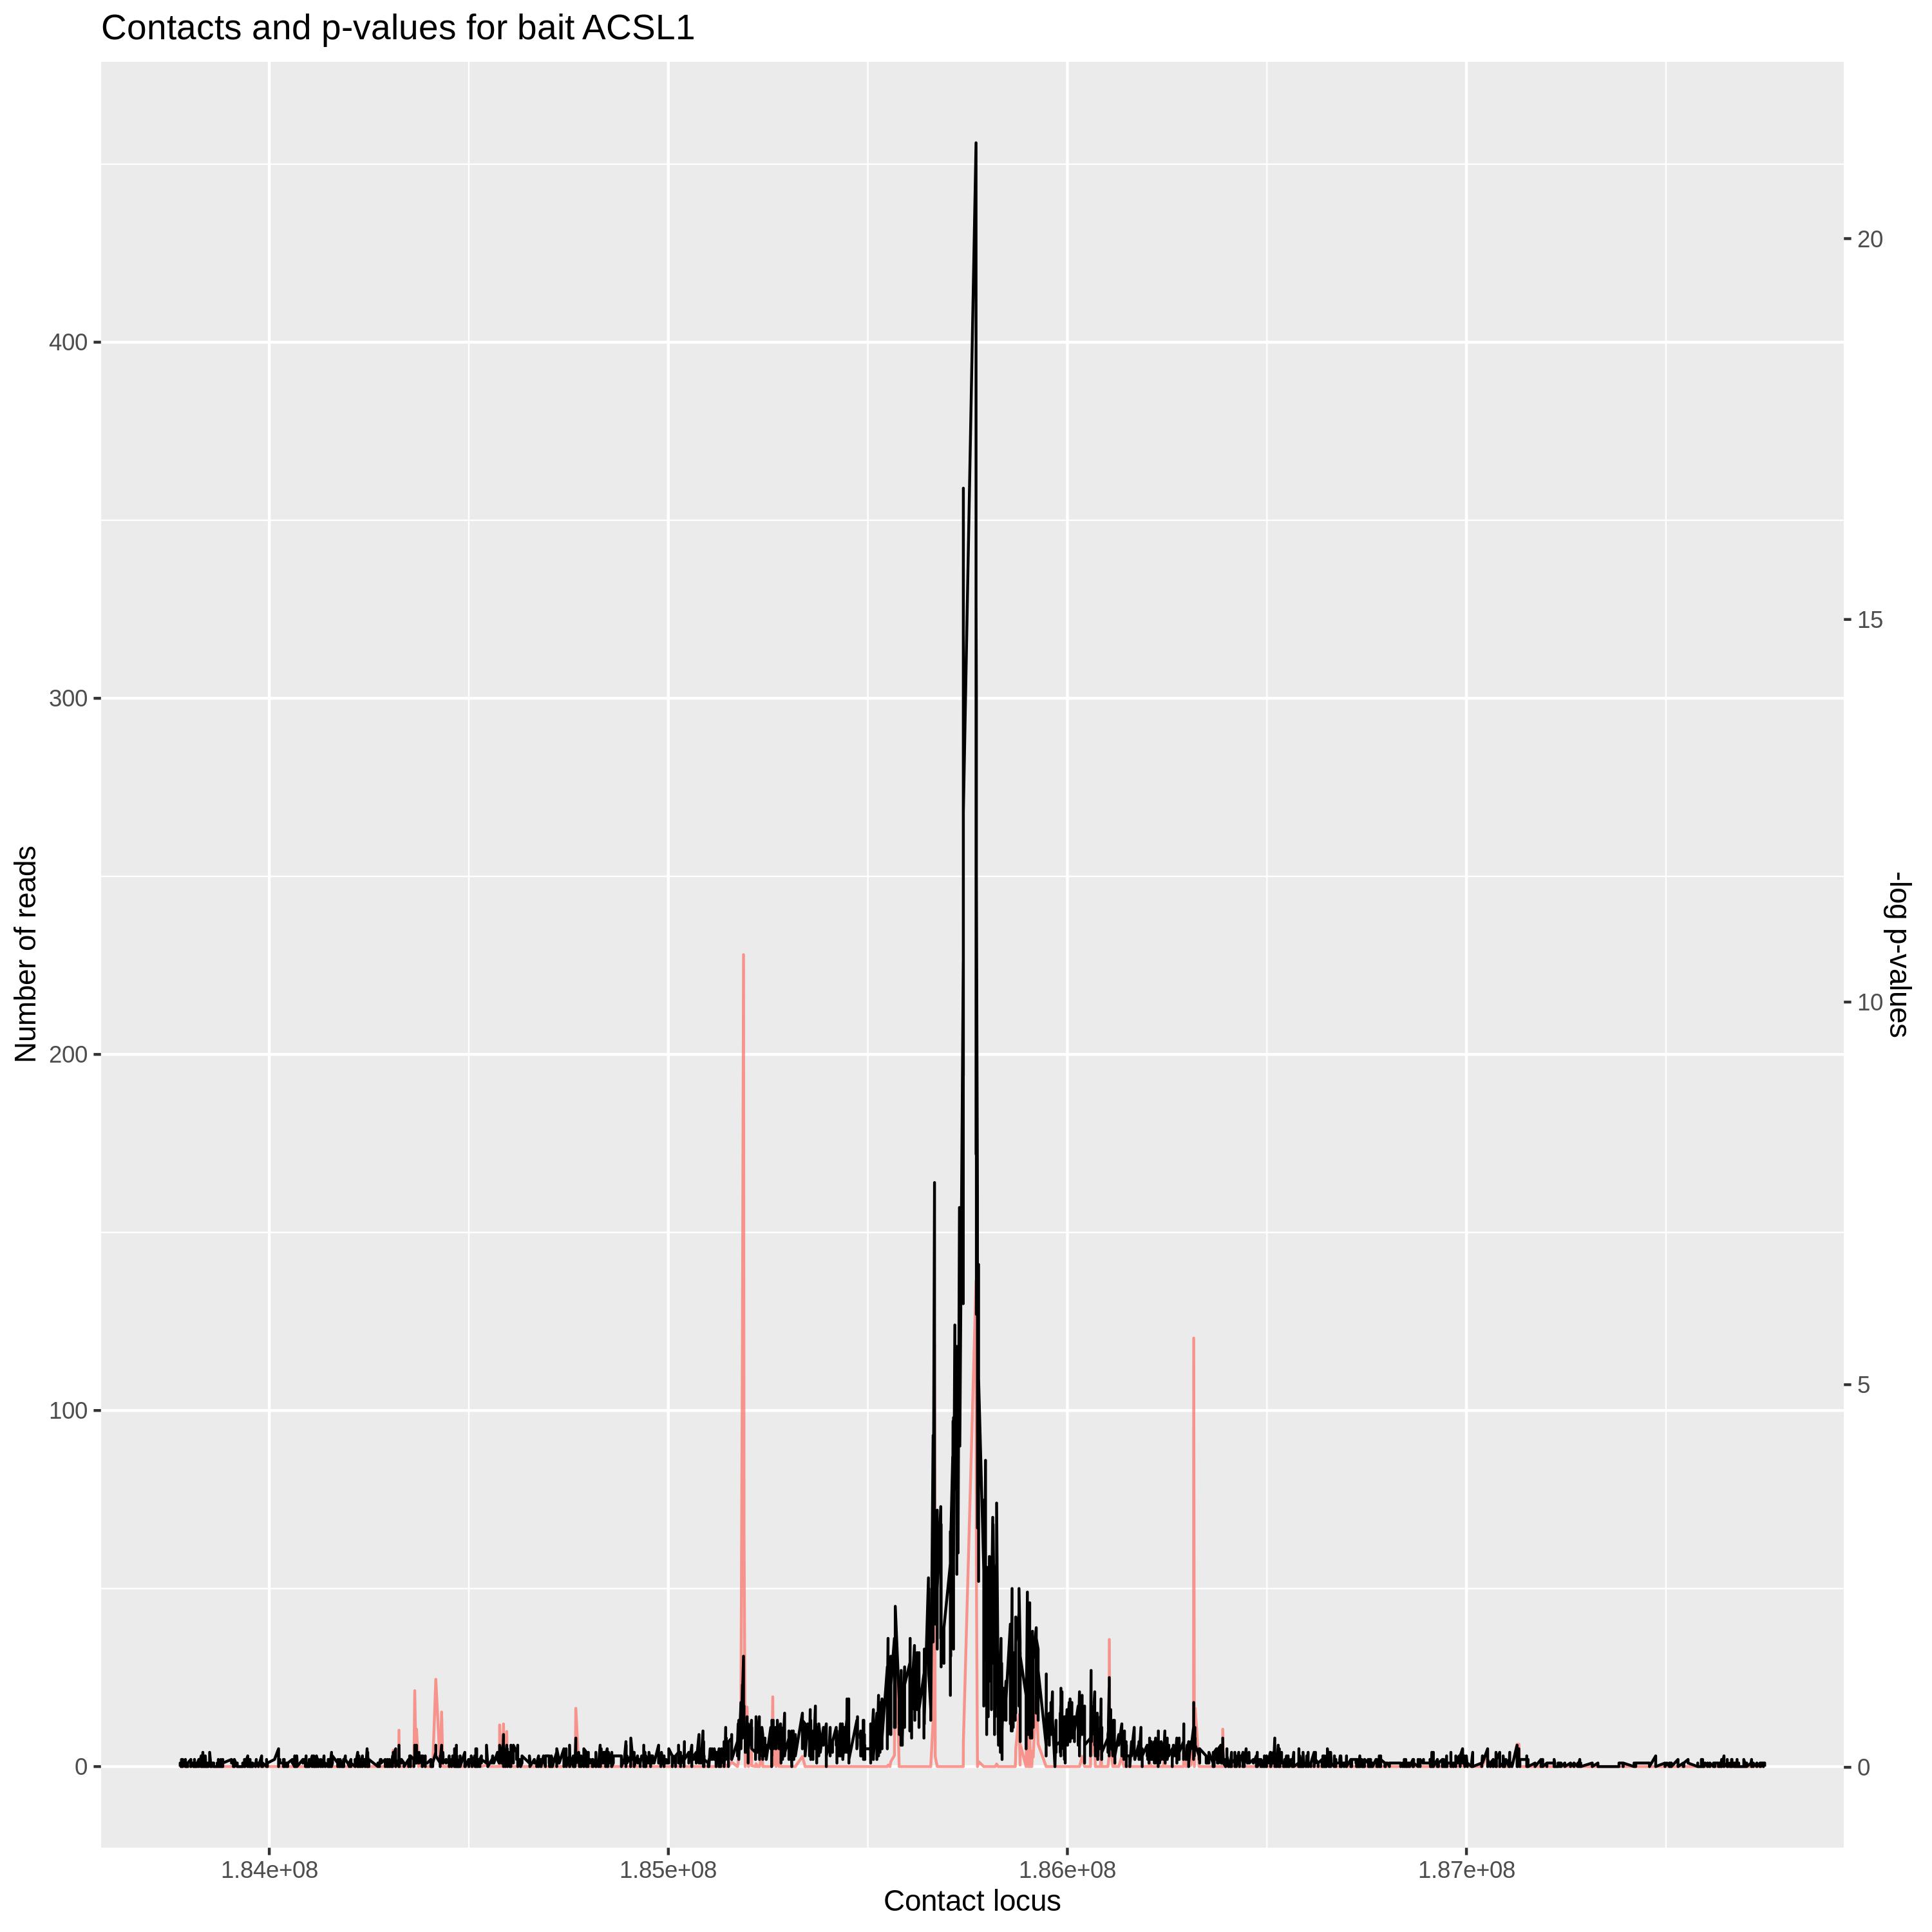 Contacts and p-values for bait ACSL1
Number of reads
400
300
200
100
0
20
15
10
5
0
-log p-values
1.84e+08 1.85e+08 1.86e+08 1.87e+08
Contact locus